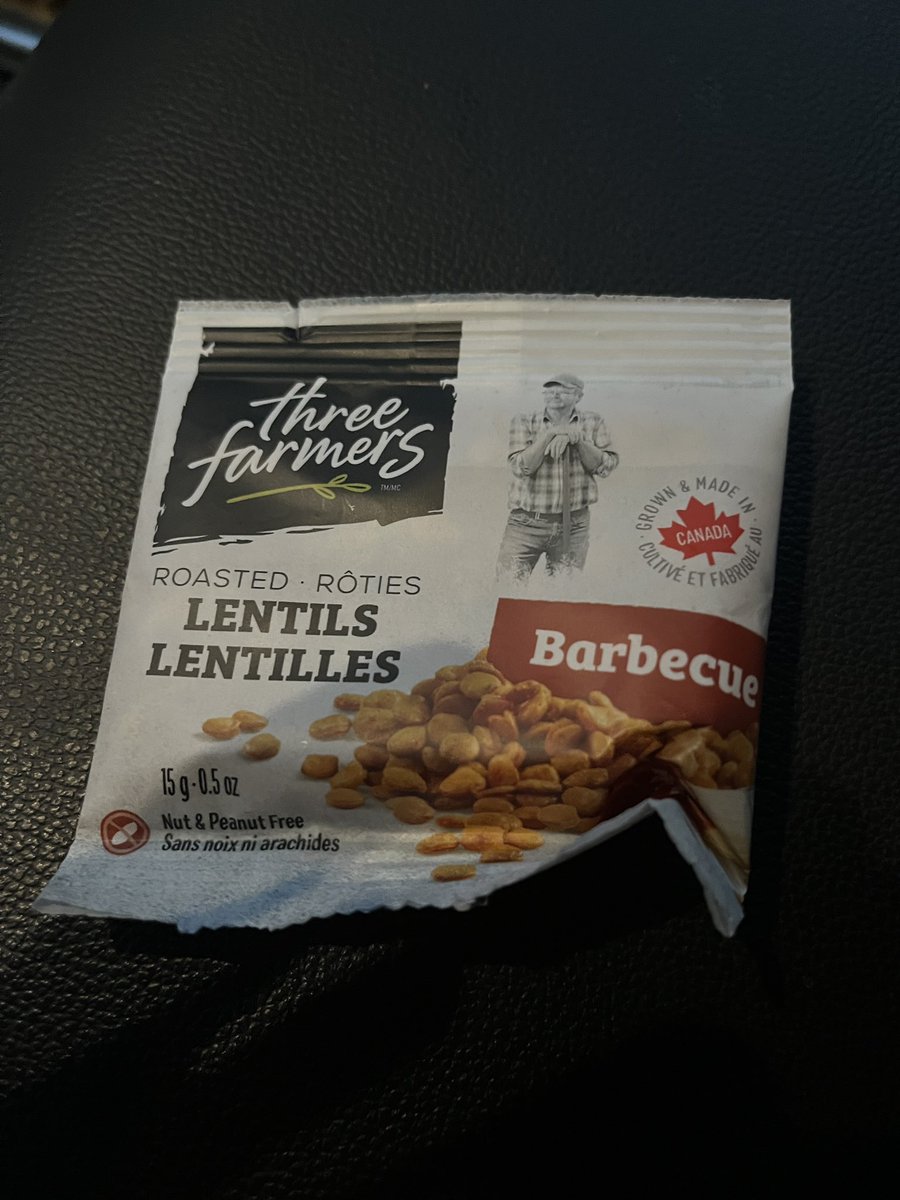 three
farmers
TM/MC
GROWN & MADE IN
CANADA
CULTIVÉ ET FABRIQUÉ AU
ROASTED · RÔTIES
LENTILS
LENTILLES
Barbecue
15 g · 0.5 oz
Nut & Peanut Free
Sans noix ni arachides